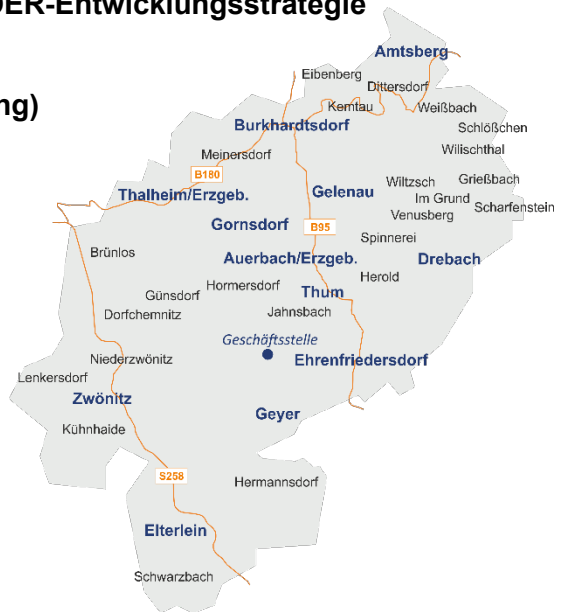 DER-Entwicklungsstrategie
Amtsberg
Eibenberg
Dittersdorf
ng)
Kemtau
Weißbach
Burkhardtsdorf
Schlößchen
Meinersdorf
Wilischthal
B180
Grießbach
Thalheim/Erzgeb.
Gelenau
Wiltzsch
Im Grund
Scharfenstein
Venusberg
Gornsdorf
B95
Spinnerei
Brünlos
Auerbach/Erzgeb.
Drebach
Herold
Hormersdorf
Thum
Günsdorf
Dorfchemnitz
Jahnsbach
Geschäftsstelle
Niederzwönitz
Ehrenfriedersdorf
Lenkersdorf
Zwönitz
Geyer
Kühnhaide
S258
Hermannsdorf
Elterlein
Schwarzbach